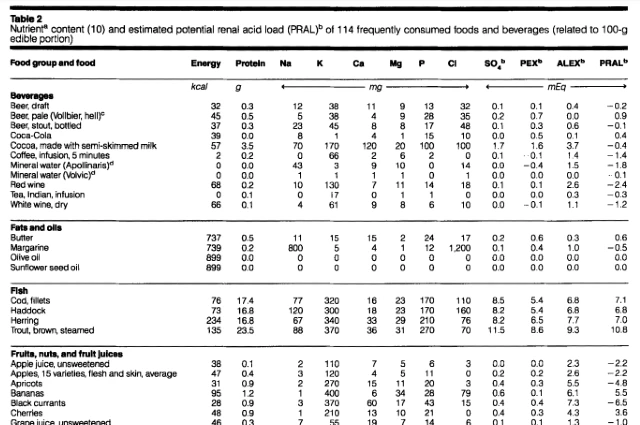 Table 2
Nutrientᵃ content (10) and estimated potential renal acid load (PRAL)ᵇ of 114 frequently consumed foods and beverages (related to 100-g
edible portion)
Food group and food Energy Protein Na K Ca Mg P Cl SO₄ᵇ PEXᵇ ALEXᵇ PRALᵇ
kcal g mg mEq
Beverages
Beer, draft 32 0.3 12 38 11 9 13 32 0.1 0.1 0.4 −0.2
Beer, pale (Vollbier, hell)ᶜ 45 0.5 5 38 4 9 28 35 0.2 0.7 0.0 0.9
Beer, stout, bottled 37 0.3 23 45 8 8 17 48 0.1 0.3 0.6 −0.1
Coca-Cola 39 0.0 8 1 4 1 15 10 0.0 0.5 0.1 0.4
Cocoa, made with semi-skimmed milk 57 3.5 70 170 120 20 100 100 1.7 1.6 3.7 −0.4
Coffee, infusion, 5 minutes 2 0.2 0 66 2 6 2 0 0.1 −0.1 1.4 −1.4
Mineral water (Apollinaris)ᵈ 0 0.0 43 3 9 10 0 14 0.0 −0.4 1.5 −1.8
Mineral water (Volvic)ᵈ 0 0.0 1 1 1 1 0 1 0.0 0.0 0.0 −0.1
Red wine 68 0.2 10 130 7 11 14 18 0.1 0.1 2.6 −2.4
Tea, Indian, infusion 0 0.1 0 17 0 1 1 0 0.0 0.0 0.3 −0.3
White wine, dry 66 0.1 4 61 9 8 6 10 0.0 −0.1 1.1 −1.2
Fats and oils
Butter 737 0.5 11 15 15 2 24 17 0.2 0.6 0.3 0.6
Margarine 739 0.2 800 5 4 1 12 1,200 0.1 0.4 1.0 −0.5
Olive oil 899 0.0 0 0 0 0 0 0 0.0 0.0 0.0 0.0
Sunflower seed oil 899 0.0 0 0 0 0 0 0 0.0 0.0 0.0 0.0
Fish
Cod, fillets 76 17.4 77 320 16 23 170 110 8.5 5.4 6.8 7.1
Haddock 73 16.8 120 300 18 23 170 160 8.2 5.4 6.8 6.8
Herring 234 16.8 67 340 33 29 210 76 8.2 6.5 7.7 7.0
Trout, brown, steamed 135 23.5 88 370 36 31 270 70 11.5 8.6 9.3 10.8
Fruits, nuts, and fruit juices
Apple juice, unsweetened 38 0.1 2 110 7 5 6 3 0.0 0.0 2.3 −2.2
Apples, 15 varieties, flesh and skin, average 47 0.4 3 120 4 5 11 0 0.2 0.2 2.6 −2.2
Apricots 31 0.9 2 270 15 11 20 3 0.4 0.3 5.5 −4.8
Bananas 95 1.2 1 400 6 34 28 79 0.6 0.1 6.1 5.5
Black currants 28 0.9 3 370 60 17 43 15 0.4 0.4 7.3 −6.5
Cherries 48 0.9 1 210 13 10 21 0 0.4 0.3 4.3 3.6
Grape juice, unsweetened 46 0.3 7 55 19 7 14 6 0.1 0.1 1.3 −1.0